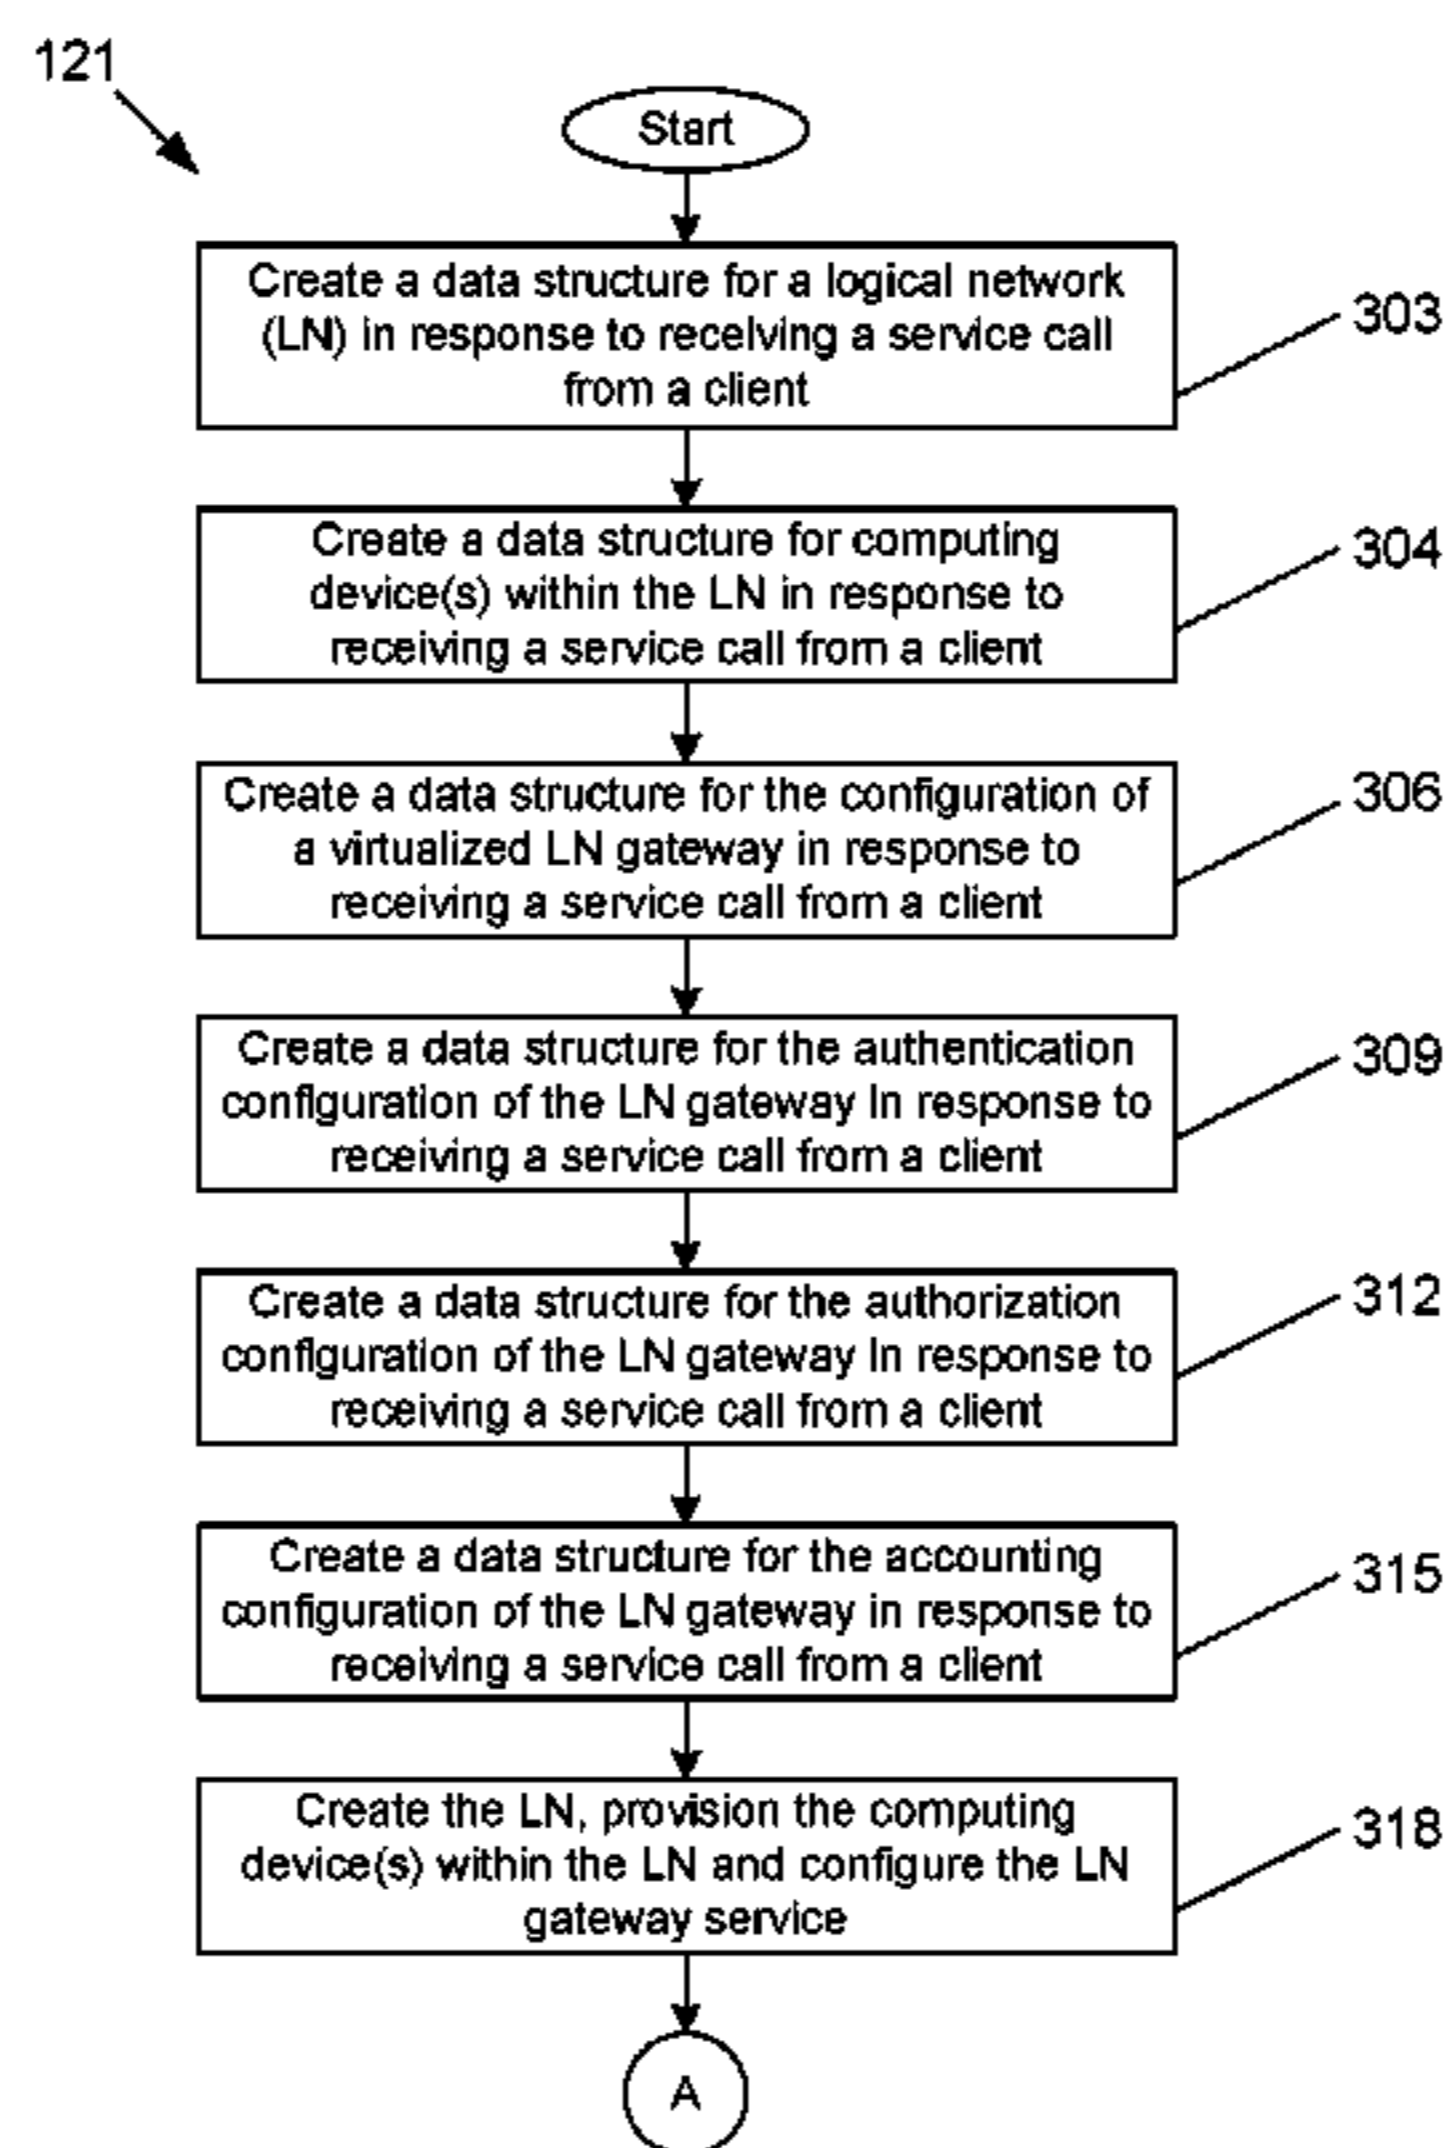 121
Start
Create a data structure for a logical network
(LN) in response to receiving a service call
from a client
303
Create a data structure for computing
device(s) within the LN in response to
receiving a service call from a client
304
Create a data structure for the configuration of
a virtualized LN gateway in response to
receiving a service call from a client
306
Create a data structure for the authentication
configuration of the LN gateway in response to
receiving a service call from a client
309
Create a data structure for the authorization
configuration of the LN gateway in response to
receiving a service call from a client
312
Create a data structure for the accounting
configuration of the LN gateway in response to
receiving a service call from a client
315
Create the LN, provision the computing
device(s) within the LN and configure the LN
gateway service
318
A